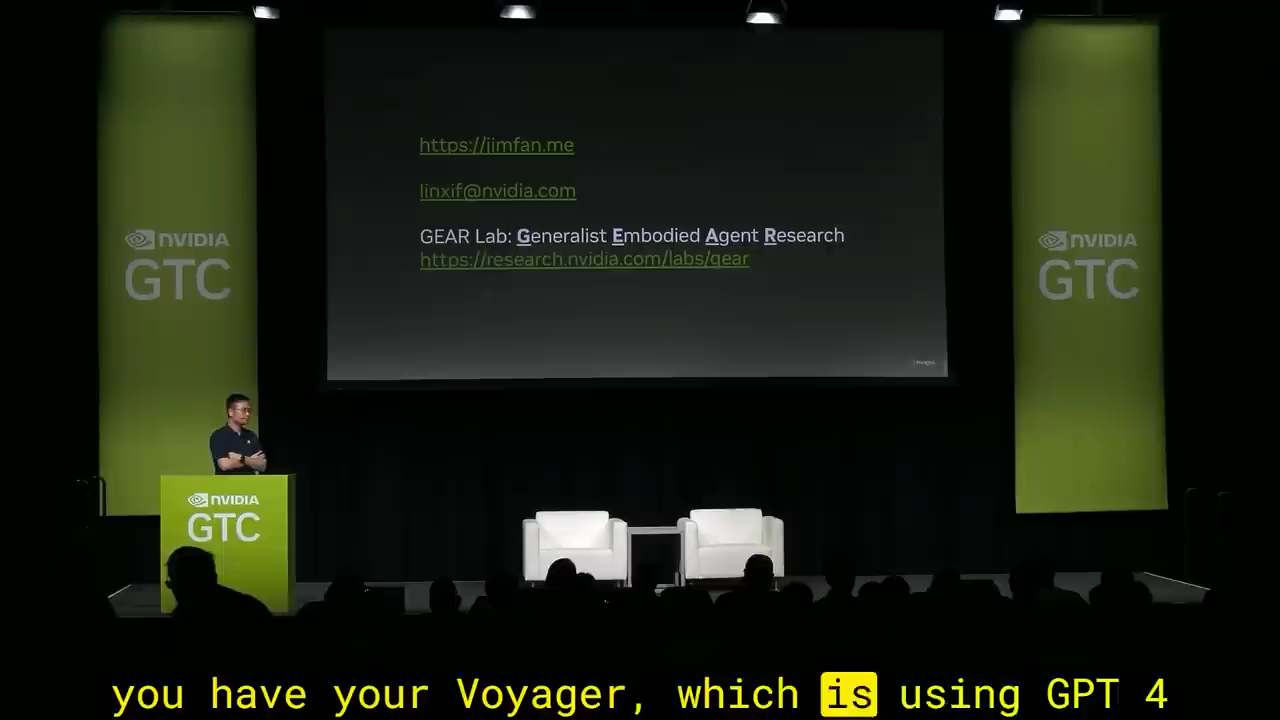 https://jimfan.me
linxif@nvidia.com
GEAR Lab: Generalist Embodied Agent Research
https://research.nvidia.com/labs/gear
NVIDIA
NVIDIA
GTC
NVIDIA
GTC
NVIDIA
GTC
you have your Voyager, which is using GPT 4